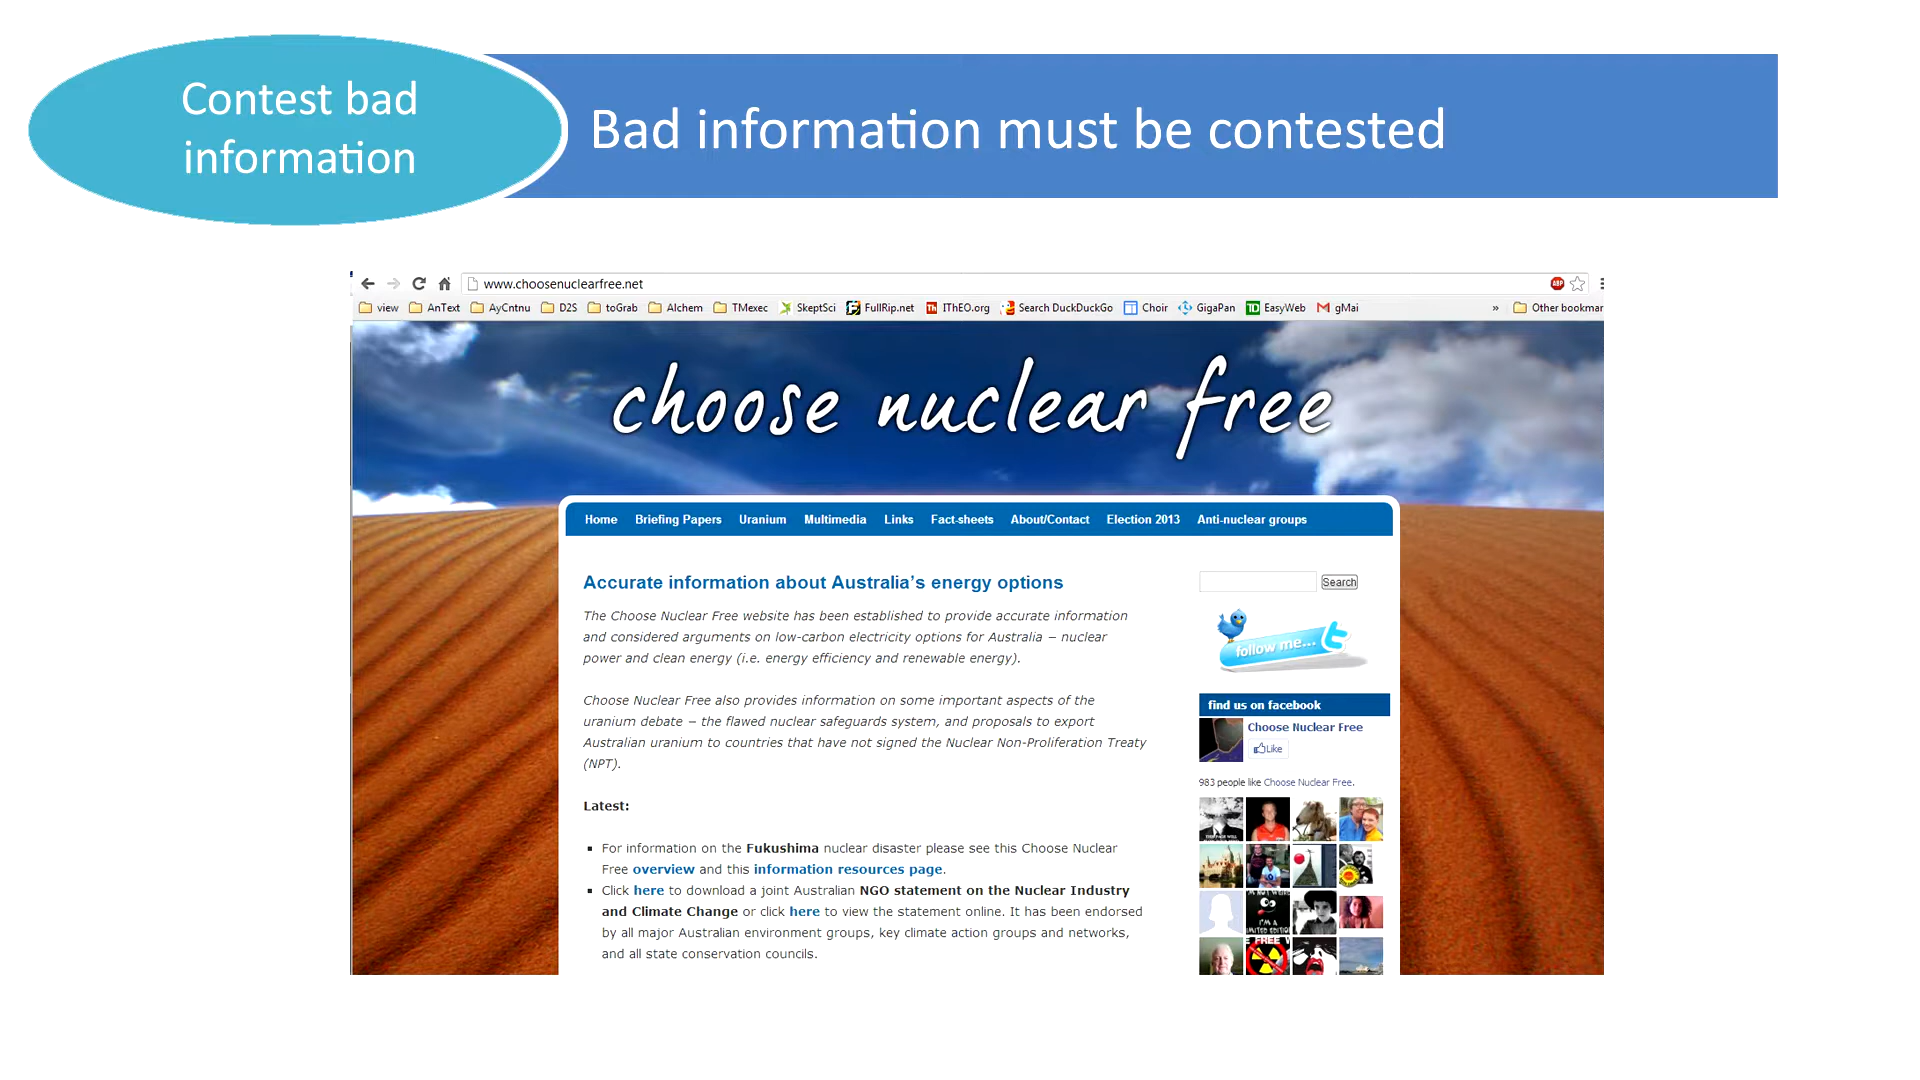 Contest bad
information
Bad information must be contested
www.choosenuclearfree.net
ABP
view AnText AyCntnu D2S toGrab Alchem TMexec SkeptSci FullRip.net IThEO.org Search DuckDuckGo Choir GigaPan EasyWeb gMai » Other bookmar
choose nuclear free
Home Briefing Papers Uranium Multimedia Links Fact-sheets About/Contact Election 2013 Anti-nuclear groups
Accurate information about Australia’s energy options
The Choose Nuclear Free website has been established to provide accurate information
and considered arguments on low-carbon electricity options for Australia – nuclear
power and clean energy (i.e. energy efficiency and renewable energy).
Choose Nuclear Free also provides information on some important aspects of the
uranium debate – the flawed nuclear safeguards system, and proposals to export
Australian uranium to countries that have not signed the Nuclear Non-Proliferation Treaty
(NPT).
Latest:
For information on the Fukushima nuclear disaster please see this Choose Nuclear
Free overview and this information resources page.
Click here to download a joint Australian NGO statement on the Nuclear Industry
and Climate Change or click here to view the statement online. It has been endorsed
by all major Australian environment groups, key climate action groups and networks,
and all state conservation councils.
Search
follow me...
find us on facebook
Choose Nuclear Free
Like
983 people like Choose Nuclear Free.
I'M A